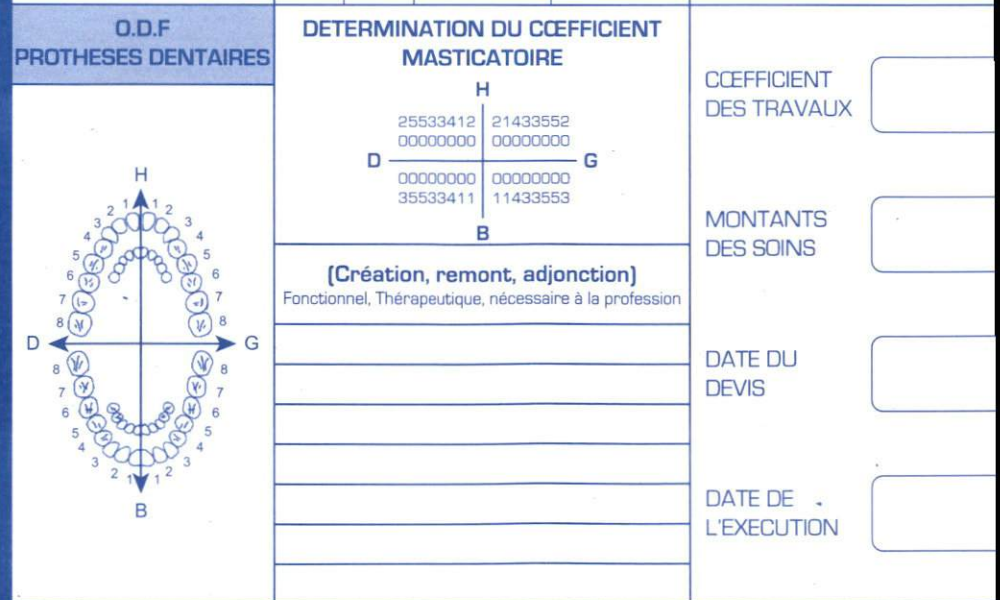 O.D.F
PROTHESES DENTAIRES
H
1 1
2 2
3 3
4 4
5 5
6 6
7 7
8 8
D G
8 8
7 7
6 6
5 5
4 4
3 3
2 2
1 1
B
DETERMINATION DU CŒFFICIENT
MASTICATOIRE
H
25533412 21433552
00000000 00000000
D G
00000000 00000000
35533411 11433553
B
(Création, remont, adjonction)
Fonctionnel, Thérapeutique, nécessaire à la profession
CŒFFICIENT
DES TRAVAUX
MONTANTS
DES SOINS
DATE DU
DEVIS
DATE DE
L'EXECUTION